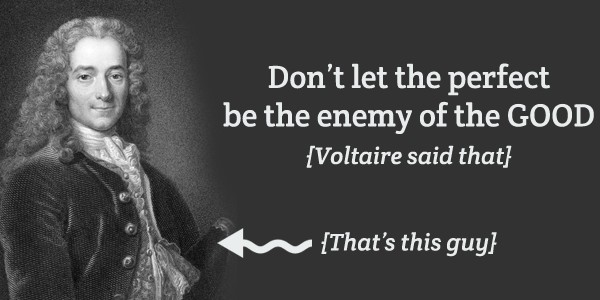 Don't let the perfect
be the enemy of the GOOD
{Voltaire said that}
{That's this guy}